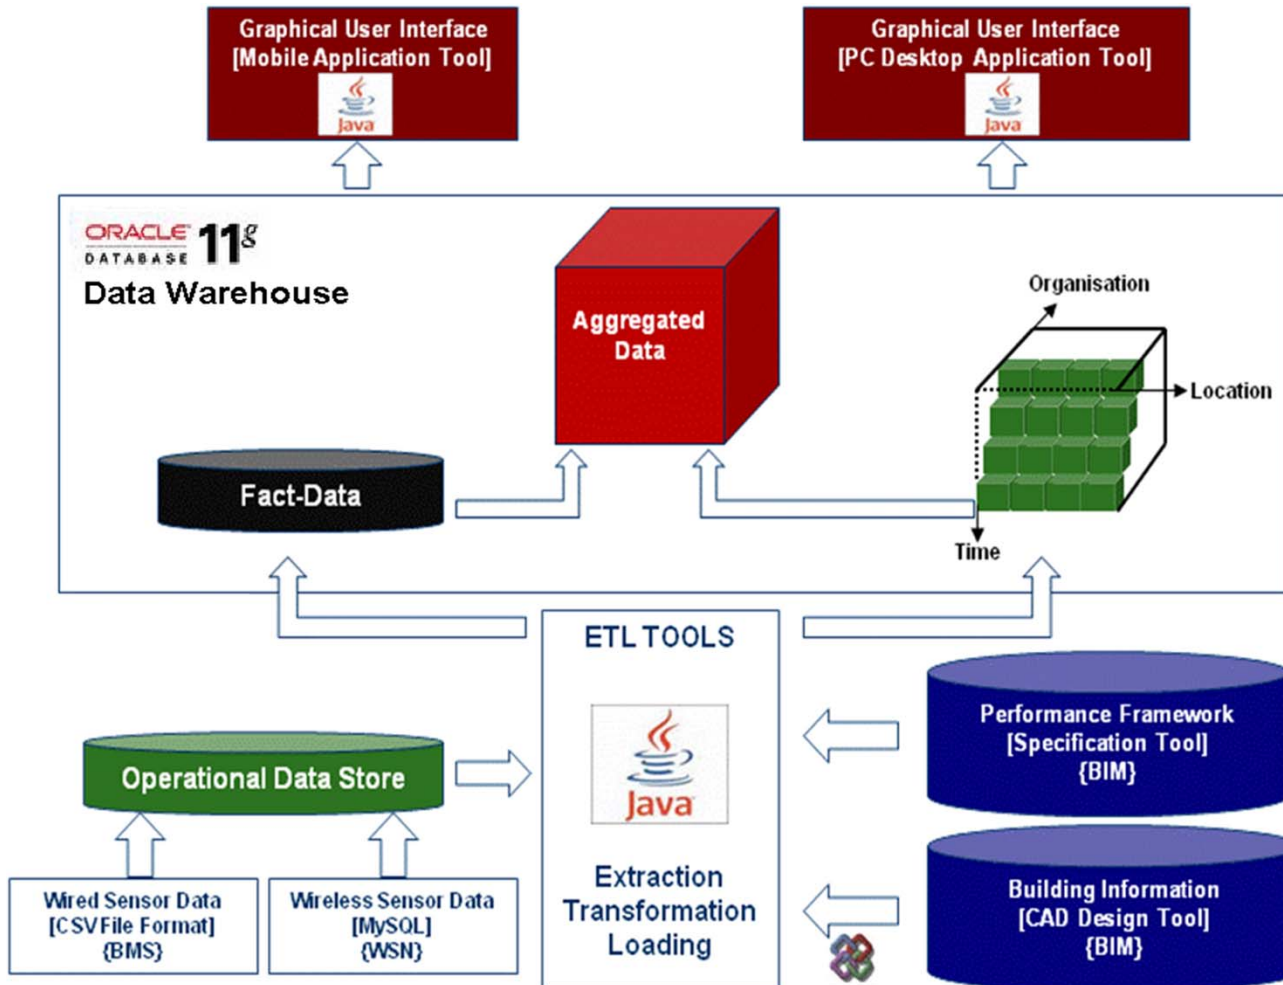 Graphical User Interface
[Mobile Application Tool]
Java
Graphical User Interface
[PC Desktop Application Tool]
Java
ORACLE 11g
DATABASE
Data Warehouse
Aggregated
Data
Organisation
Location
Time
Fact-Data
ETL TOOLS
Java
Extraction
Transformation
Loading
Operational Data Store
Wired Sensor Data
[CSVFile Format]
{BMS}
Wireless Sensor Data
[MySQL]
{WSN}
Performance Framework
[Specification Tool]
{BIM}
Building Information
[CAD Design Tool]
{BIM}